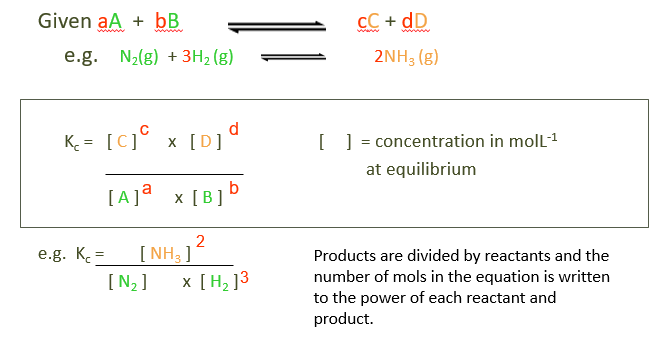 Given aA + bB ⇌ cC + dD
e.g. N₂(g) + 3H₂(g) ⇌ 2NH₃(g)
K꜀ = [C]ᶜ x [D]ᵈ
[A]ᵃ x [B]ᵇ
[ ] = concentration in molL⁻¹
at equilibrium
e.g. K꜀ = [NH₃]²
[N₂] x [H₂]³
Products are divided by reactants and the
number of mols in the equation is written
to the power of each reactant and
product.